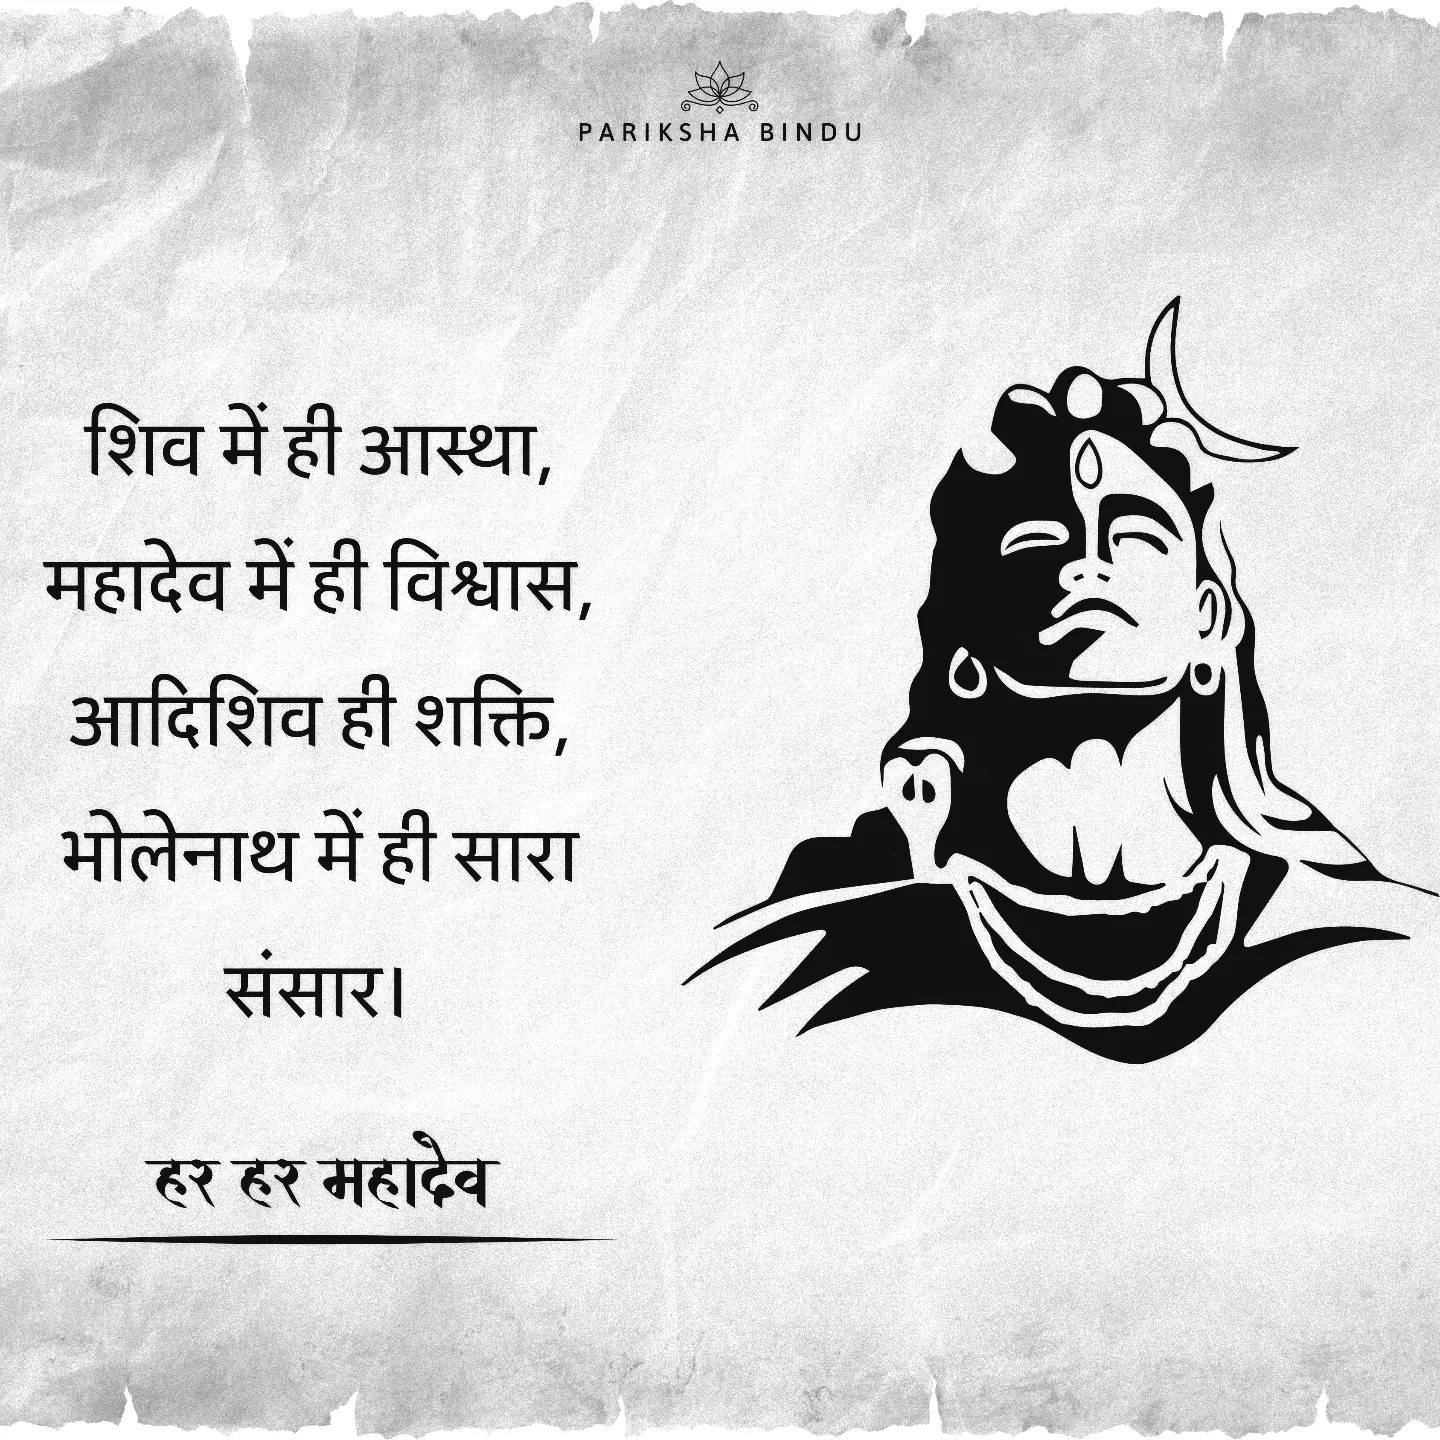 PARIKSHA BINDU
शिव में ही आस्था,
महादेव में ही विश्वास,
आदिशिव ही शक्ति,
भोलेनाथ में ही सारा
संसार।
हर हर महादेव